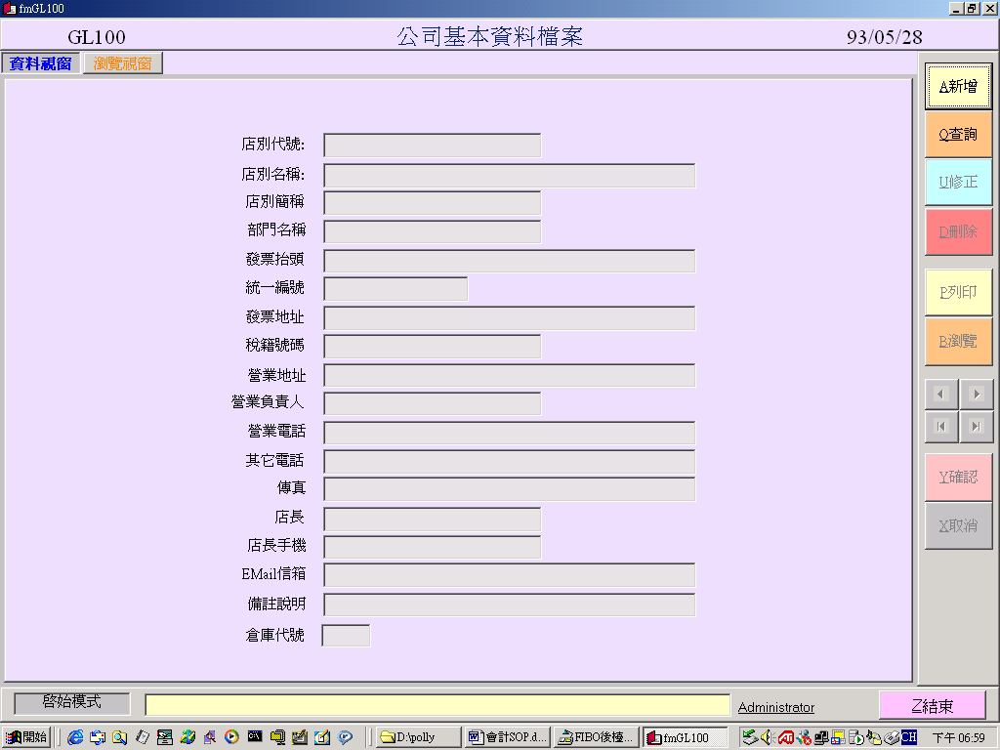 fmGL100
GL100 公司基本資料檔案 93/05/28
資料視窗 瀏覽視窗
A新增
Q查詢
U修正
D刪除
P列印
B瀏覽
Y確認
X取消
店別代號:
店別名稱:
店別簡稱
部門名稱
發票抬頭
統一編號
發票地址
稅籍號碼
營業地址
營業負責人
營業電話
其它電話
傳真
店長
店長手機
EMail信箱
備註說明
倉庫代號
啓始模式 Administrator Z結束
開始 D:\polly 會計SOP.d... FIBO後檯... fmGL100 CH 下午 06:59